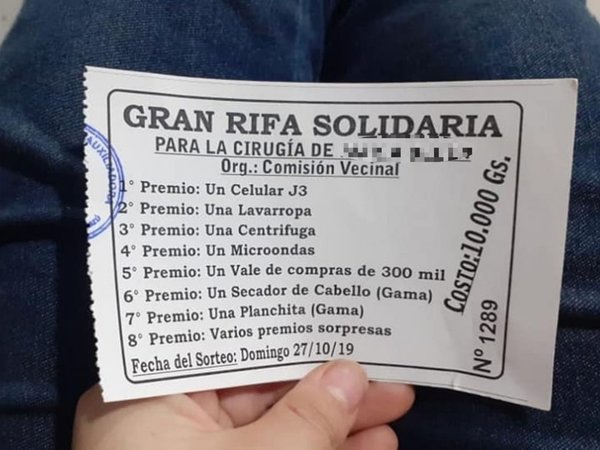 GRAN RIFA SOLIDARIA
PARA LA CIRUGÍA DE
Org.: Comisión Vecinal
1° Premio: Un Celular J3
2° Premio: Una Lavarropa
3° Premio: Una Centrifuga
4° Premio: Un Microondas
5° Premio: Un Vale de compras de 300 mil
6° Premio: Un Secador de Cabello (Gama)
7° Premio: Una Planchita (Gama)
8° Premio: Varios premios sorpresas
Fecha del Sorteo: Domingo 27/10/19
Costo:10.000 Gs.
N° 1289
AUXILIADORA